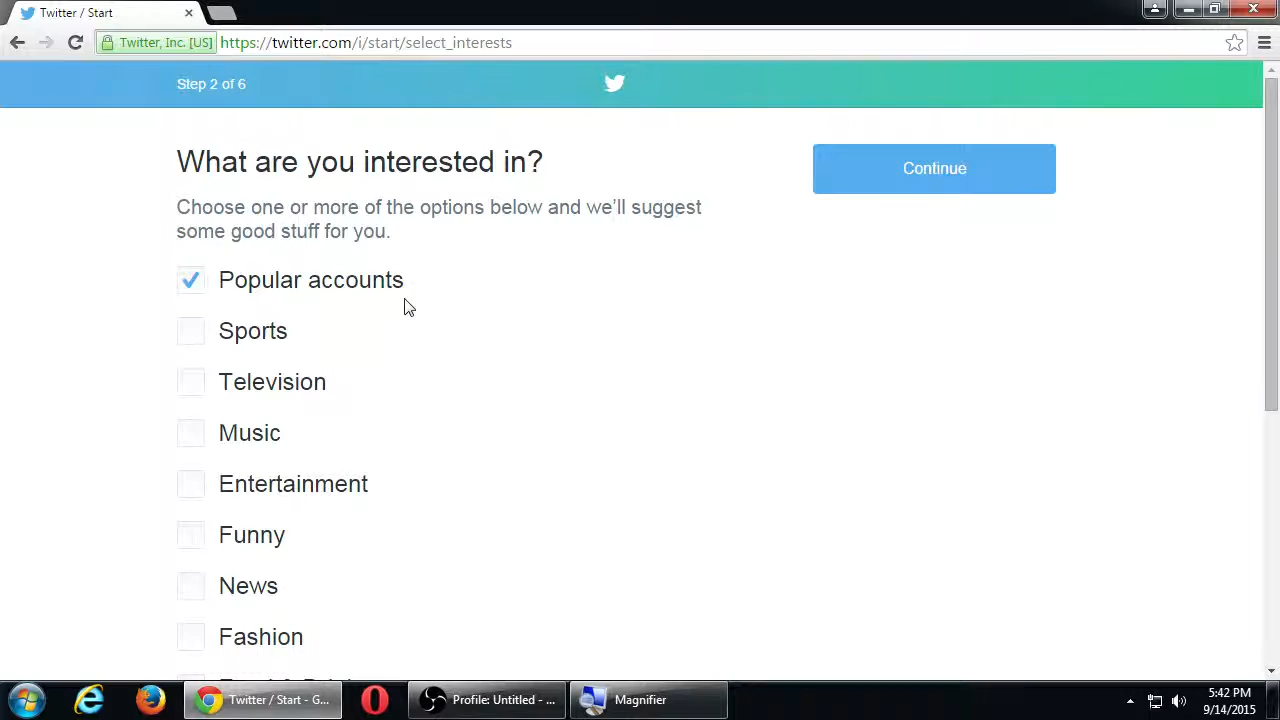 Twitter / Start
Twitter, Inc. [US] https://twitter.com/i/start/select_interests
Step 2 of 6
What are you interested in?
Continue
Choose one or more of the options below and we'll suggest
some good stuff for you.
Popular accounts
Sports
Television
Music
Entertainment
Funny
News
Fashion
Twitter / Start - G...
Profile: Untitled - ...
Magnifier
5:42 PM
9/14/2015